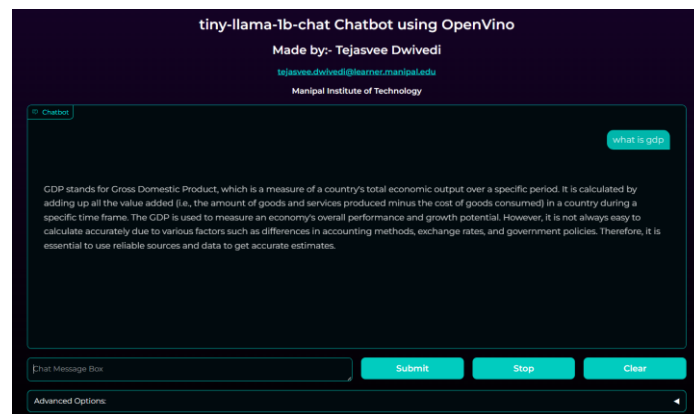 tiny-llama-1b-chat Chatbot using OpenVino
Made by:- Tejasvee Dwivedi
tejasvee.dwivedi@learner.manipal.edu
Manipal Institute of Technology
Chatbot
what is gdp
GDP stands for Gross Domestic Product, which is a measure of a country's total economic output over a specific period. It is calculated by
adding up all the value added (i.e., the amount of goods and services produced minus the cost of goods consumed) in a country during a
specific time frame. The GDP is used to measure an economy's overall performance and growth potential. However, it is not always easy to
calculate accurately due to various factors such as differences in accounting methods, exchange rates, and government policies. Therefore, it is
essential to use reliable sources and data to get accurate estimates.
Chat Message Box
Submit
Stop
Clear
Advanced Options: